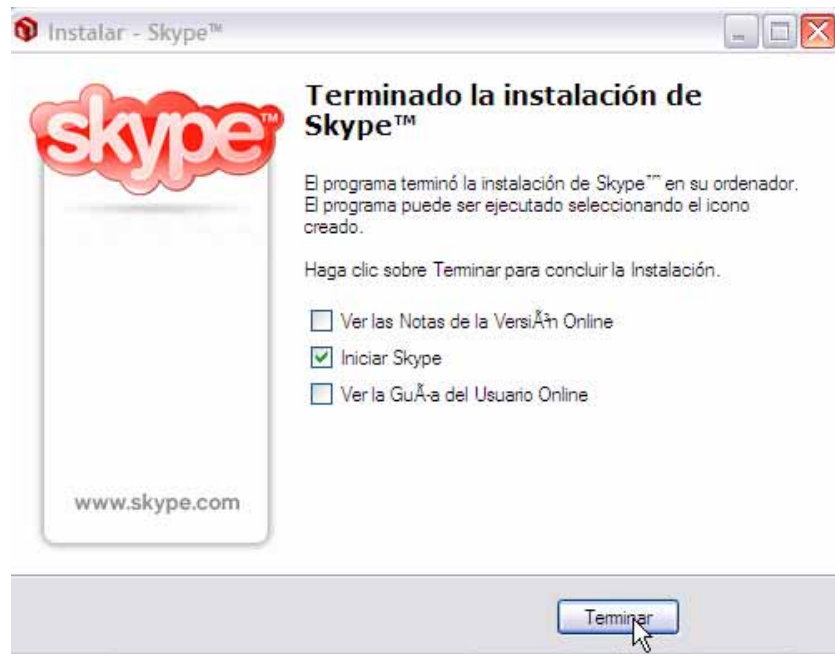 Instalar - Skype™
skype™
Terminado la instalación de
Skype™
El programa terminó la instalación de Skype™ en su ordenador.
El programa puede ser ejecutado seleccionando el icono
creado.
Haga clic sobre Terminar para concluir la Instalación.
Ver las Notas de la VersiÃ³n Online
Iniciar Skype
Ver la GuÃ-a del Usuario Online
www.skype.com
Terminar